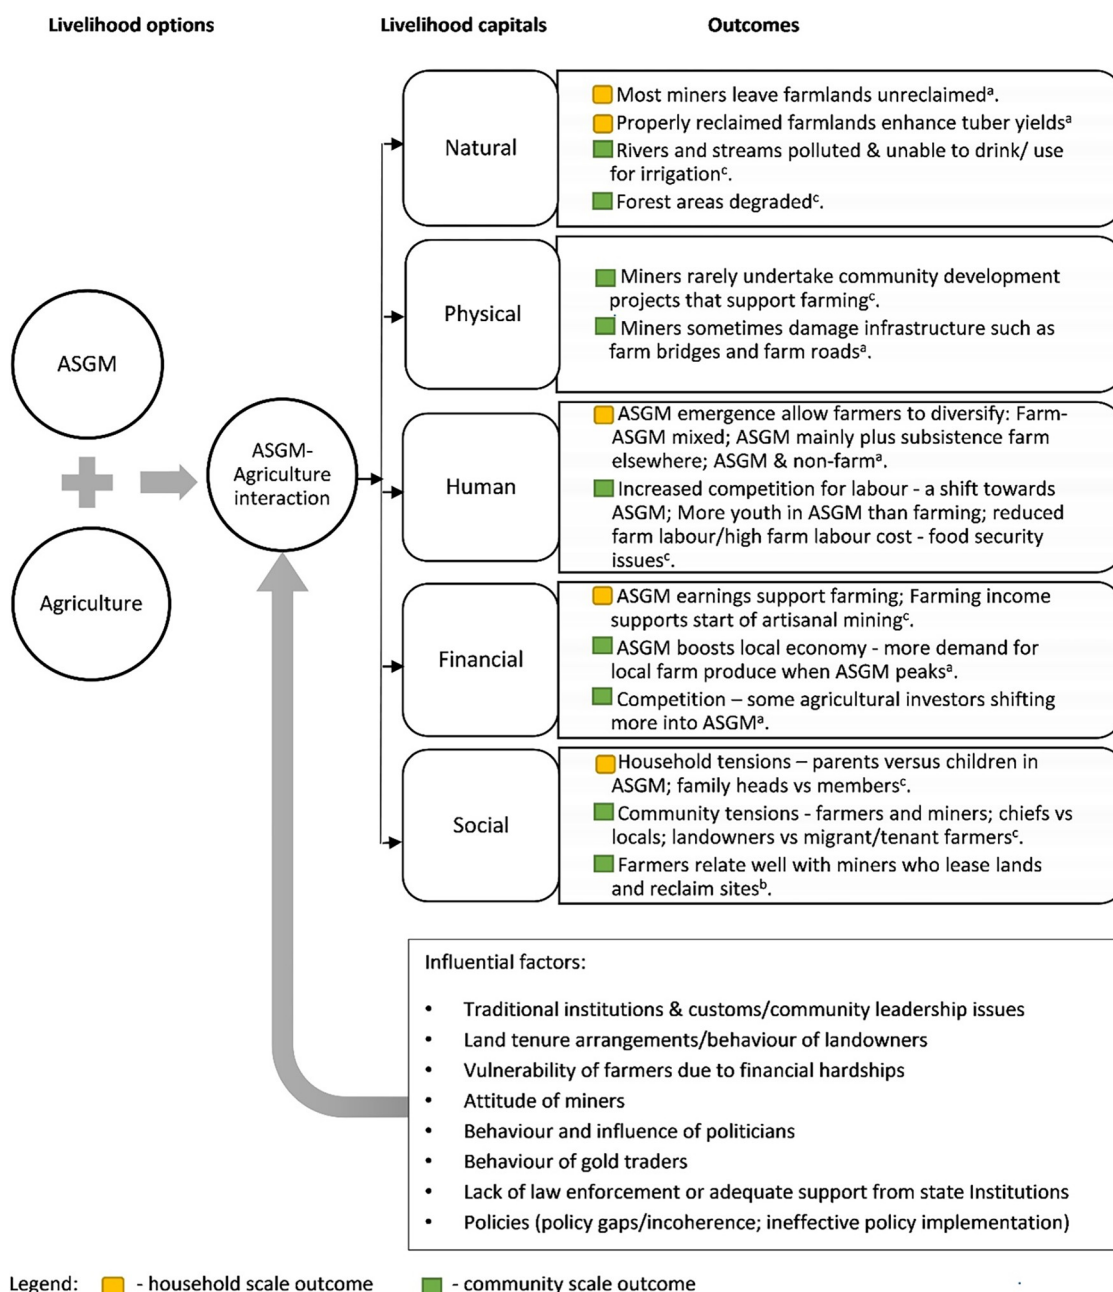 Livelihood options
Livelihood capitals
Outcomes
ASGM
Agriculture
ASGM-
Agriculture
interaction
Natural
Most miners leave farmlands unreclaimedᵃ.
Properly reclaimed farmlands enhance tuber yieldsᵃ
Rivers and streams polluted & unable to drink/ use
for irrigationᶜ.
Forest areas degradedᶜ.
Physical
Miners rarely undertake community development
projects that support farmingᶜ.
Miners sometimes damage infrastructure such as
farm bridges and farm roadsᵃ.
Human
ASGM emergence allow farmers to diversify: Farm-
ASGM mixed; ASGM mainly plus subsistence farm
elsewhere; ASGM & non-farmᵃ.
Increased competition for labour - a shift towards
ASGM; More youth in ASGM than farming; reduced
farm labour/high farm labour cost - food security
issuesᶜ.
Financial
ASGM earnings support farming; Farming income
supports start of artisanal miningᶜ.
ASGM boosts local economy - more demand for
local farm produce when ASGM peaksᵃ.
Competition – some agricultural investors shifting
more into ASGMᵃ.
Social
Household tensions – parents versus children in
ASGM; family heads vs membersᶜ.
Community tensions - farmers and miners; chiefs vs
locals; landowners vs migrant/tenant farmersᶜ.
Farmers relate well with miners who lease lands
and reclaim sitesᵇ.
Influential factors:
• Traditional institutions & customs/community leadership issues
• Land tenure arrangements/behaviour of landowners
• Vulnerability of farmers due to financial hardships
• Attitude of miners
• Behaviour and influence of politicians
• Behaviour of gold traders
• Lack of law enforcement or adequate support from state Institutions
• Policies (policy gaps/incoherence; ineffective policy implementation)
Legend: - household scale outcome - community scale outcome